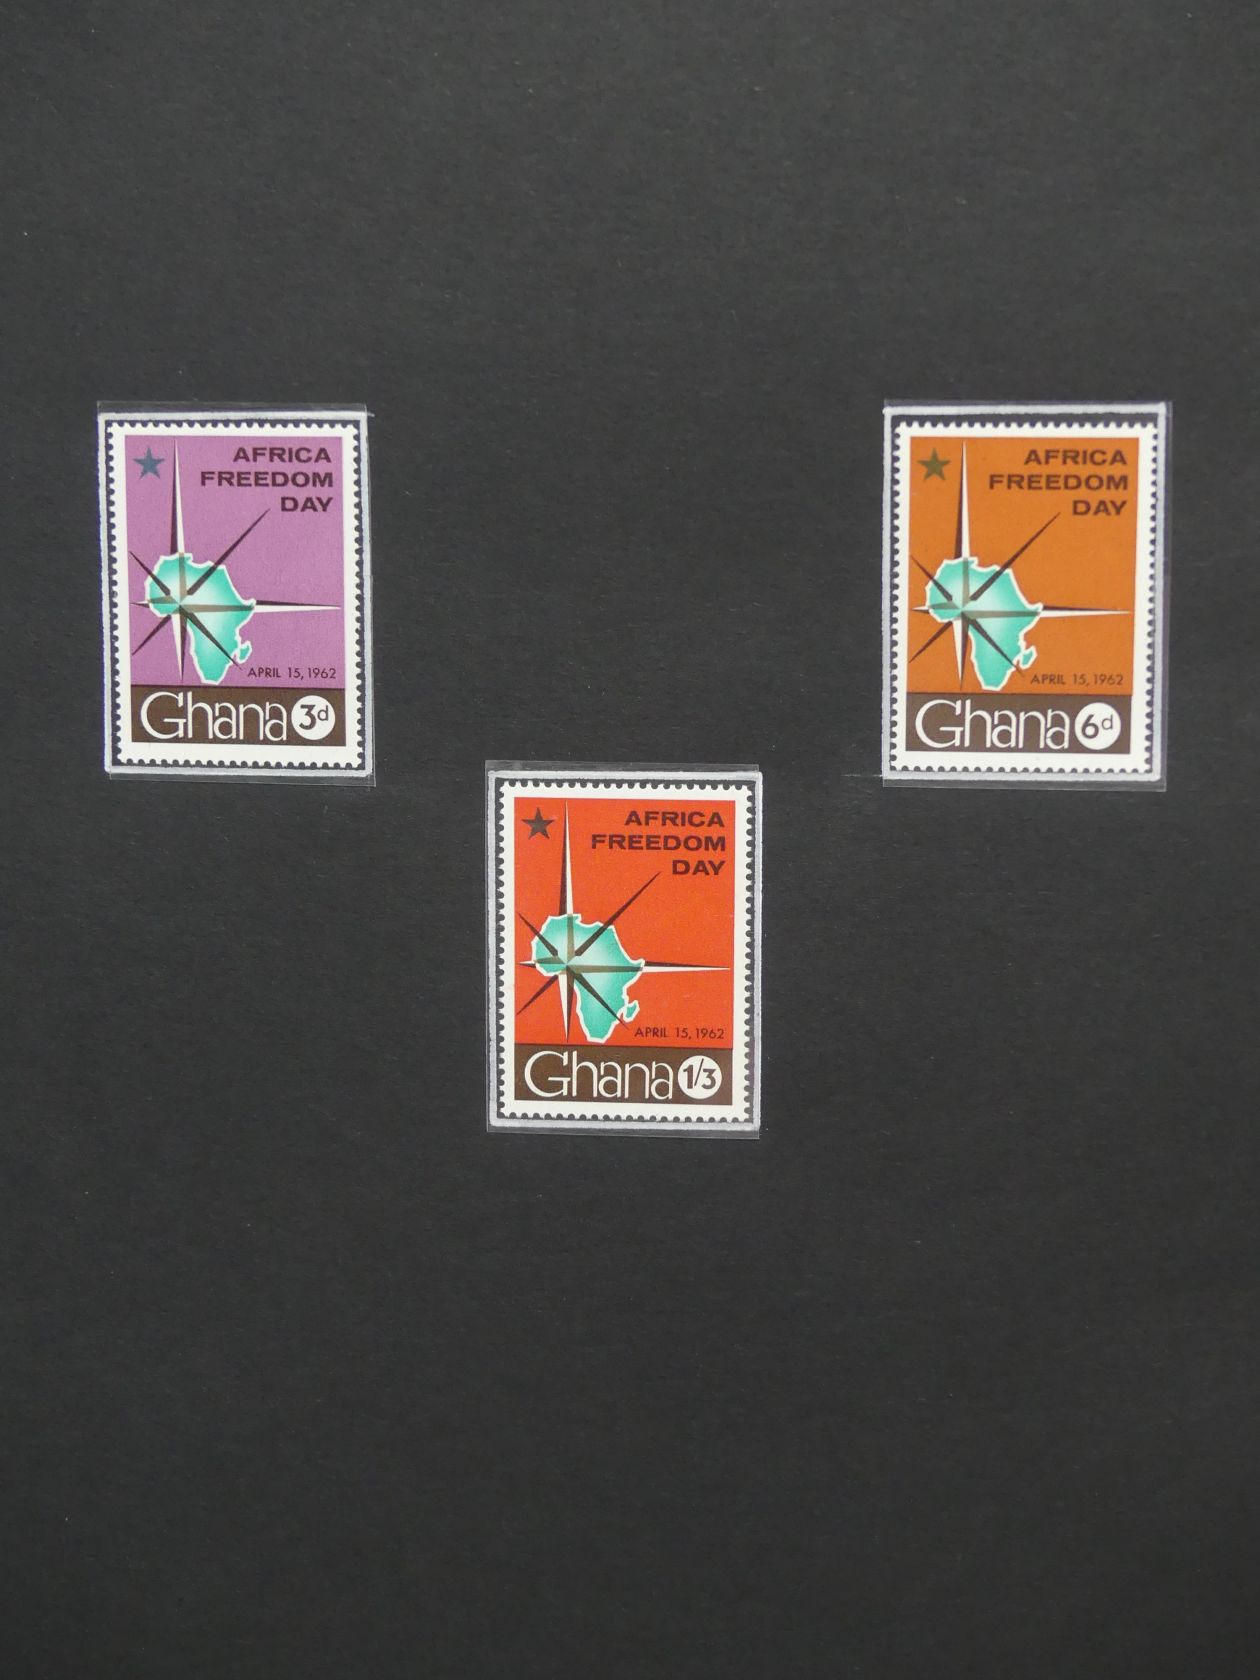 AFRICA
FREEDOM
DAY
APRIL 15, 1962
Ghana 3d
AFRICA
FREEDOM
DAY
APRIL 15, 1962
Ghana 6d
AFRICA
FREEDOM
DAY
APRIL 15, 1962
Ghana 1/3